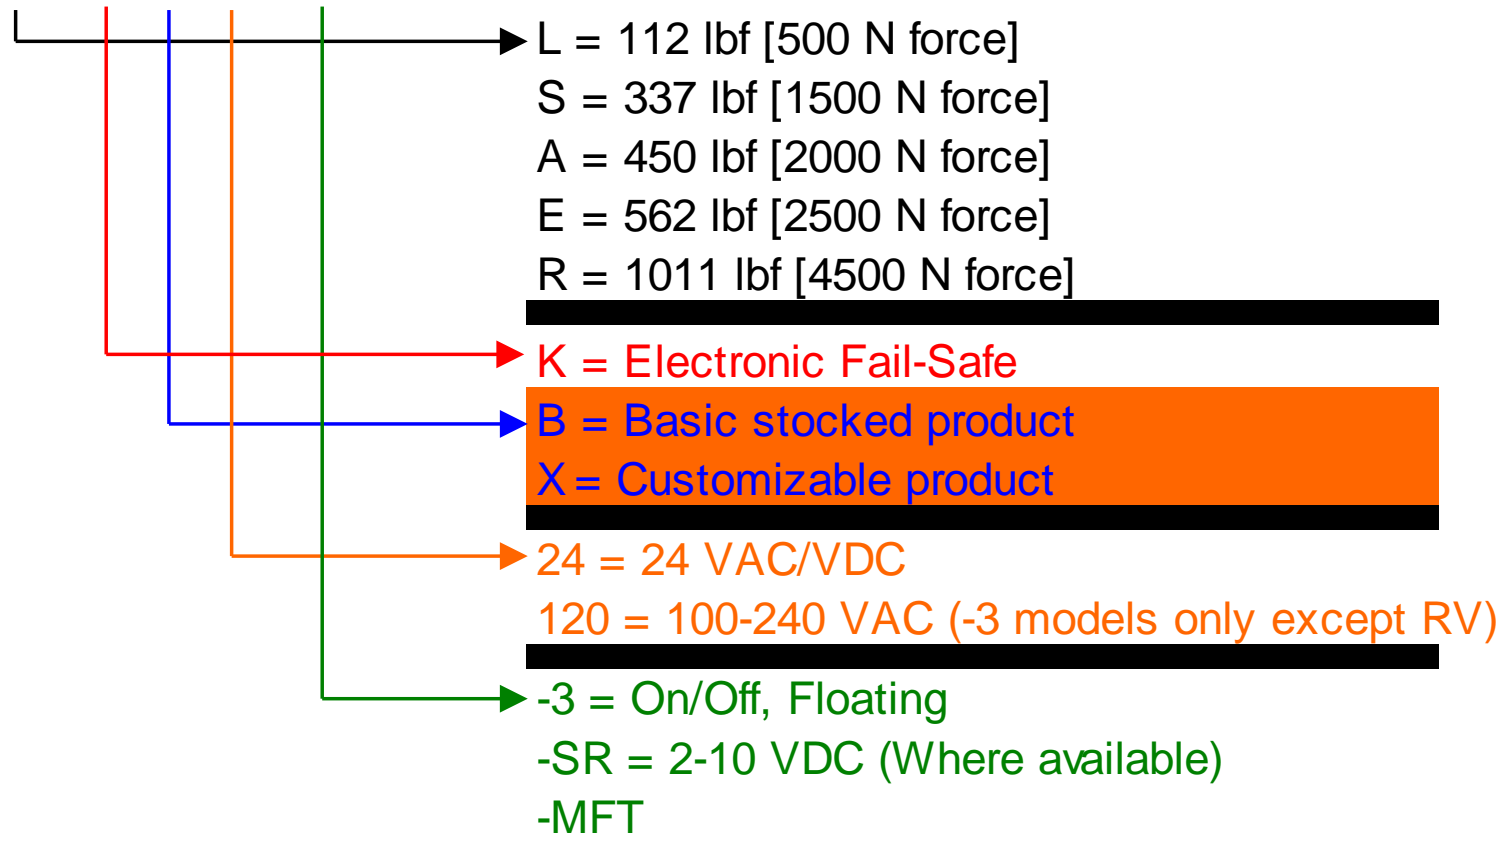 L = 112 lbf [500 N force]
S = 337 lbf [1500 N force]
A = 450 lbf [2000 N force]
E = 562 lbf [2500 N force]
R = 1011 lbf [4500 N force]
K = Electronic Fail-Safe
B = Basic stocked product
X = Customizable product
24 = 24 VAC/VDC
120 = 100-240 VAC (-3 models only except RV)
-3 = On/Off, Floating
-SR = 2-10 VDC (Where available)
-MFT